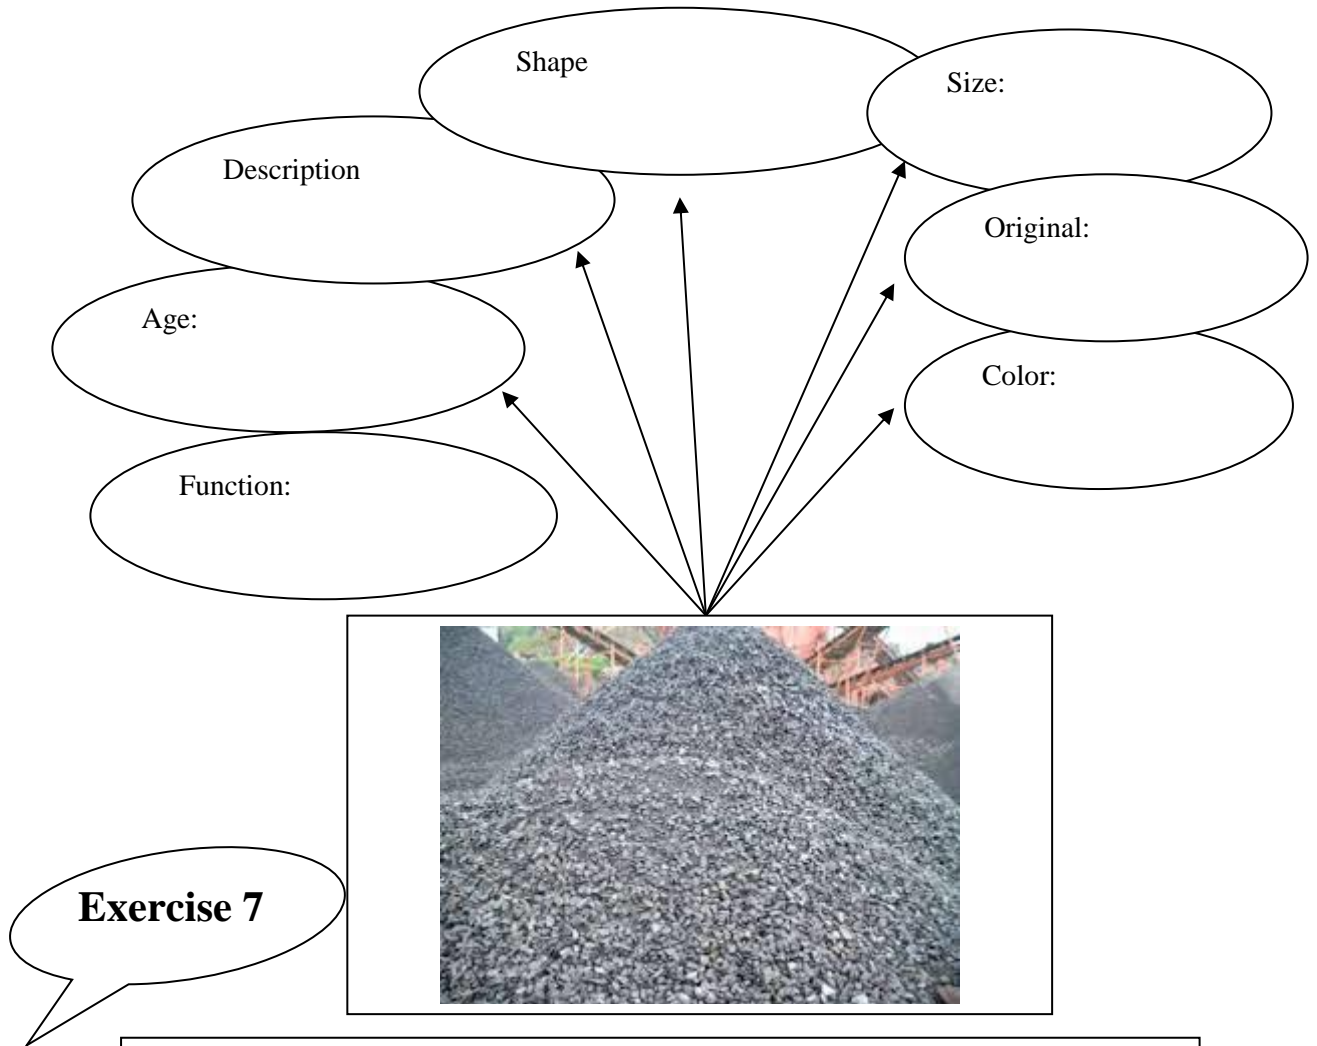 Shape
Size:
Description
Original:
Age:
Color:
Function:
Exercise 7